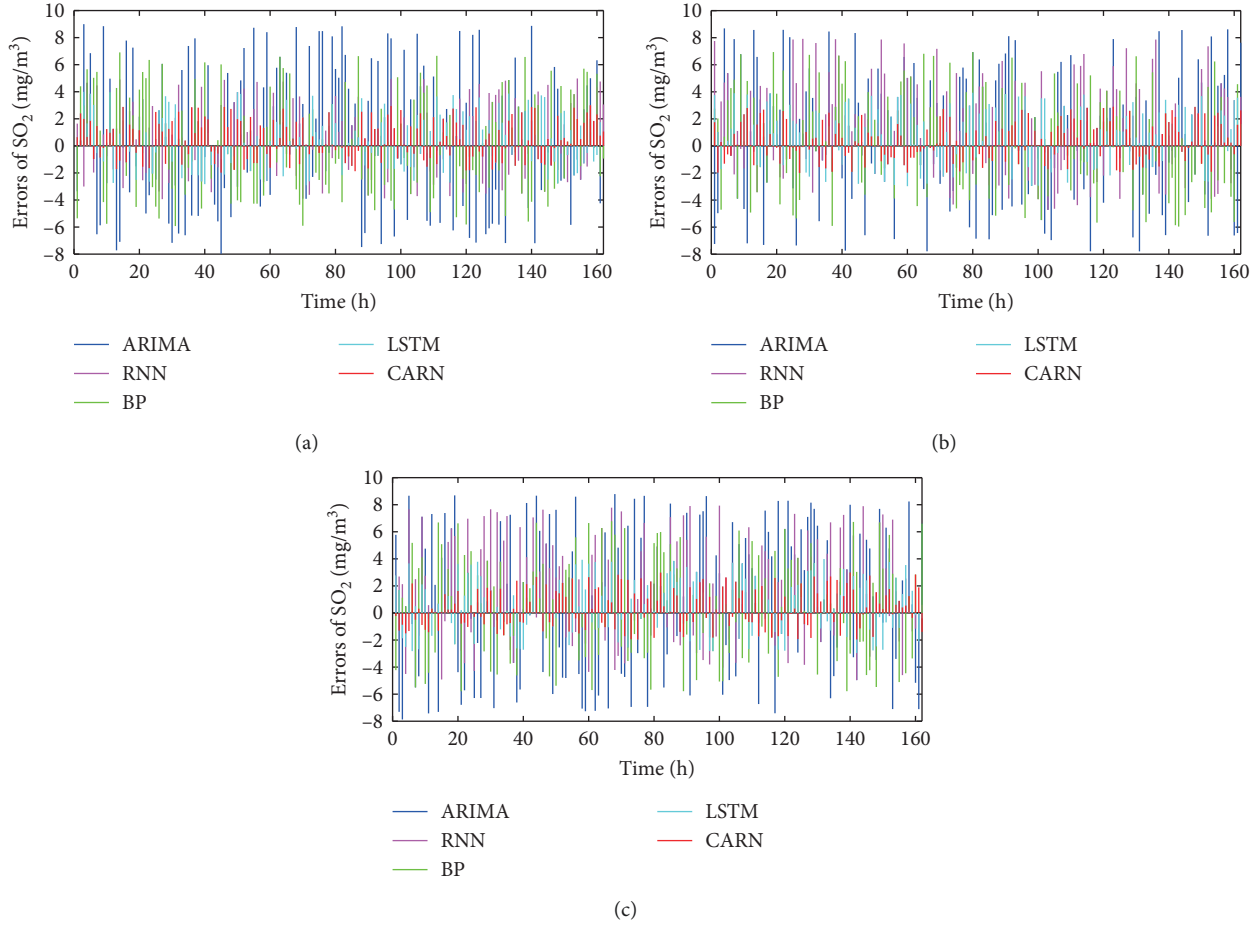 10
8
6
4
2
0
−2
−4
−6
−8
Errors of SO2 (mg/m3)
0 20 40 60 80 100 120 140 160
Time (h)
ARIMA
RNN
BP
LSTM
CARN
(a)
10
8
6
4
2
0
−2
−4
−6
−8
Errors of SO2 (mg/m3)
0 20 40 60 80 100 120 140 160
Time (h)
ARIMA
RNN
BP
LSTM
CARN
(b)
10
8
6
4
2
0
−2
−4
−6
−8
Errors of SO2 (mg/m3)
0 20 40 60 80 100 120 140 160
Time (h)
ARIMA
RNN
BP
LSTM
CARN
(c)